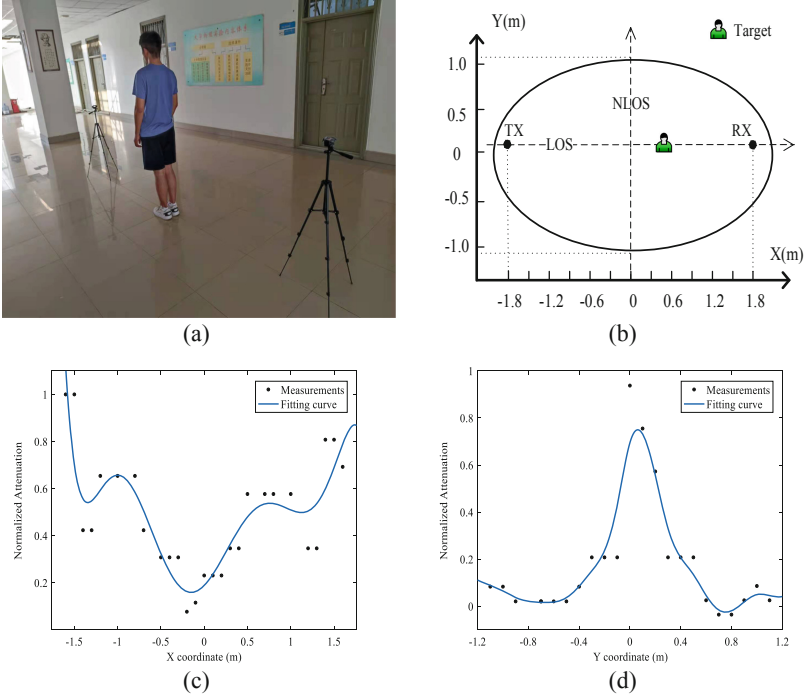 (a)
Y(m)
Target
1.0
0.5
0
-0.5
-1.0
NLOS
TX
LOS
RX
X(m)
-1.8 -1.2 -0.6 0 0.6 1.2 1.8
(b)
Measurements
Fitting curve
Normalized Attenuation
1
0.8
0.6
0.4
0.2
-1.5 -1 -0.5 0 0.5 1 1.5
X coordinate (m)
(c)
Measurements
Fitting curve
Normalized Attenuation
1
0.8
0.6
0.4
0.2
0
-1.2 -0.8 -0.4 0 0.4 0.8 1.2
Y coordinate (m)
(d)